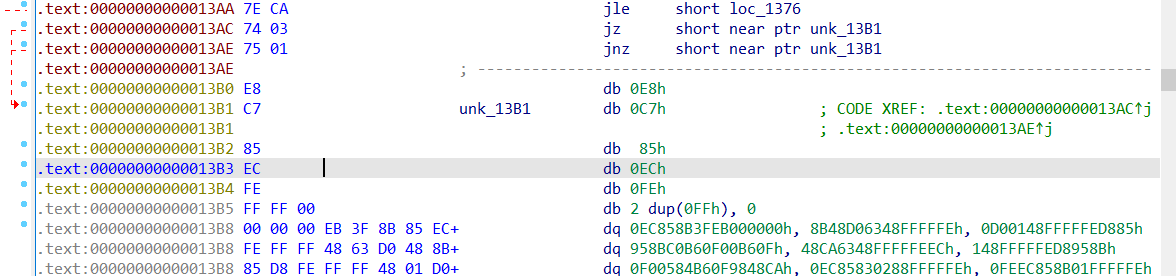 .text:00000000000013AA 7E CA jle short loc_1376
.text:00000000000013AC 74 03 jz short near ptr unk_13B1
.text:00000000000013AE 75 01 jnz short near ptr unk_13B1
.text:00000000000013AE ; ---------------------------------------------------------------------------
.text:00000000000013B0 E8 db 0E8h
.text:00000000000013B1 C7 unk_13B1 db 0C7h ; CODE XREF: .text:00000000000013AC↑j
.text:00000000000013B1 ; .text:00000000000013AE↑j
.text:00000000000013B2 85 db 85h
.text:00000000000013B3 EC db 0ECh
.text:00000000000013B4 FE db 0FEh
.text:00000000000013B5 FF FF 00 db 2 dup(0FFh), 0
.text:00000000000013B8 00 00 00 EB 3F 8B 85 EC+ dq 0EC858B3FEB000000h, 8B48D06348FFFFFEh, 0D00148FFFFFED885h
.text:00000000000013B8 FE FF FF 48 63 D0 48 8B+ dq 958BC0B60F00B60Fh, 48CA6348FFFFFEECh, 148FFFFFED8958Bh
.text:00000000000013B8 85 D8 FE FF FF 48 01 D0+ dq 0F00584B60F9848CAh, 0EC85830288FFFFFEh, 0FEEC858B01FFFFFEh